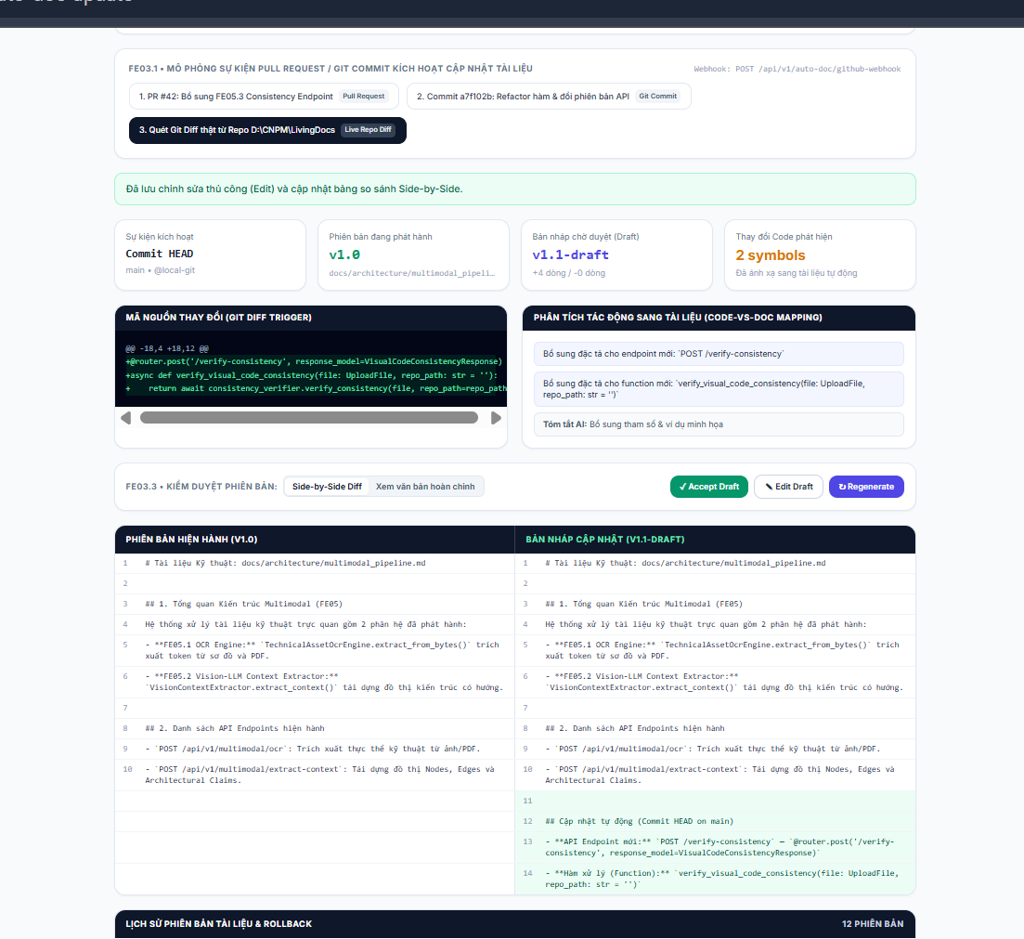 FE03.1 • MÔ PHỎNG SỰ KIỆN PULL REQUEST / GIT COMMIT KÍCH HOẠT CẬP NHẬT TÀI LIỆU
Webhook: POST /api/v1/auto-doc/github-webhook
1. PR #42: Bổ sung FE05.3 Consistency Endpoint Pull Request
2. Commit a7f102b: Refactor hàm & đổi phiên bản API Git Commit
3. Quét Git Diff thật từ Repo D:\CNPM\LivingDocs Live Repo Diff
Đã lưu chỉnh sửa thủ công (Edit) và cập nhật bảng so sánh Side-by-Side.
Sự kiện kích hoạt
Commit HEAD
main • @local-git
Phiên bản đang phát hành
v1.0
docs/architecture/multimodal_pipeli…
Bản nháp chờ duyệt (Draft)
v1.1-draft
+4 dòng / -0 dòng
Thay đổi Code phát hiện
2 symbols
Đã ánh xạ sang tài liệu tự động
MÃ NGUỒN THAY ĐỔI (GIT DIFF TRIGGER)
@@ -18,4 +18,12 @@
+@router.post('/verify-consistency', response_model=VisualCodeConsistencyResponse)
+async def verify_visual_code_consistency(file: UploadFile, repo_path: str = ''):
+    return await consistency_verifier.verify_consistency(file, repo_path=repo_path
PHÂN TÍCH TÁC ĐỘNG SANG TÀI LIỆU (CODE-VS-DOC MAPPING)
Bổ sung đặc tả cho endpoint mới: `POST /verify-consistency`
Bổ sung đặc tả cho function mới: `verify_visual_code_consistency(file: UploadFile,
repo_path: str = '')`
Tóm tắt AI: Bổ sung tham số & ví dụ minh họa
FE03.3 • KIỂM DUYỆT PHIÊN BẢN:
Side-by-Side Diff
Xem văn bản hoàn chỉnh
✓ Accept Draft
✎ Edit Draft
↻ Regenerate
PHIÊN BẢN HIỆN HÀNH (V1.0)
1 # Tài liệu Kỹ thuật: docs/architecture/multimodal_pipeline.md
2
3 ## 1. Tổng quan Kiến trúc Multimodal (FE05)
4 Hệ thống xử lý tài liệu kỹ thuật trực quan gồm 2 phân hệ đã phát hành:
5 - **FE05.1 OCR Engine:** `TechnicalAssetOcrEngine.extract_from_bytes()` trích
xuất token từ sơ đồ và PDF.
6 - **FE05.2 Vision-LLM Context Extractor:**
`VisionContextExtractor.extract_context()` tái dựng đồ thị kiến trúc có hướng.
7
8 ## 2. Danh sách API Endpoints hiện hành
9 - `POST /api/v1/multimodal/ocr`: Trích xuất thực thể kỹ thuật từ ảnh/PDF.
10 - `POST /api/v1/multimodal/extract-context`: Tái dựng đồ thị Nodes, Edges và
Architectural Claims.
BẢN NHÁP CẬP NHẬT (V1.1-DRAFT)
1 # Tài liệu Kỹ thuật: docs/architecture/multimodal_pipeline.md
2
3 ## 1. Tổng quan Kiến trúc Multimodal (FE05)
4 Hệ thống xử lý tài liệu kỹ thuật trực quan gồm 2 phân hệ đã phát hành:
5 - **FE05.1 OCR Engine:** `TechnicalAssetOcrEngine.extract_from_bytes()` trích
xuất token từ sơ đồ và PDF.
6 - **FE05.2 Vision-LLM Context Extractor:**
`VisionContextExtractor.extract_context()` tái dựng đồ thị kiến trúc có hướng.
7
8 ## 2. Danh sách API Endpoints hiện hành
9 - `POST /api/v1/multimodal/ocr`: Trích xuất thực thể kỹ thuật từ ảnh/PDF.
10 - `POST /api/v1/multimodal/extract-context`: Tái dựng đồ thị Nodes, Edges và
Architectural Claims.
11
12 ## Cập nhật tự động (Commit HEAD on main)
13 - **API Endpoint mới:** `POST /verify-consistency` — `@router.post('/verify-
consistency', response_model=VisualCodeConsistencyResponse)`
14 - **Hàm xử lý (Function):** `verify_visual_code_consistency(file: UploadFile,
repo_path: str = '')`
LỊCH SỬ PHIÊN BẢN TÀI LIỆU & ROLLBACK
12 PHIÊN BẢN